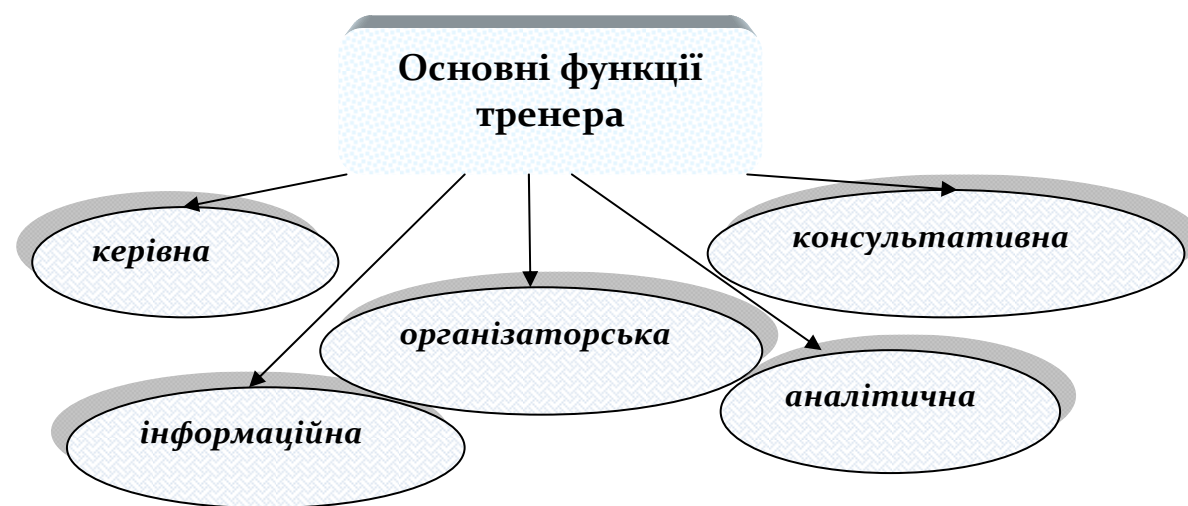 Основні функції
тренера
керівна
консультативна
організаторська
аналітична
інформаційна